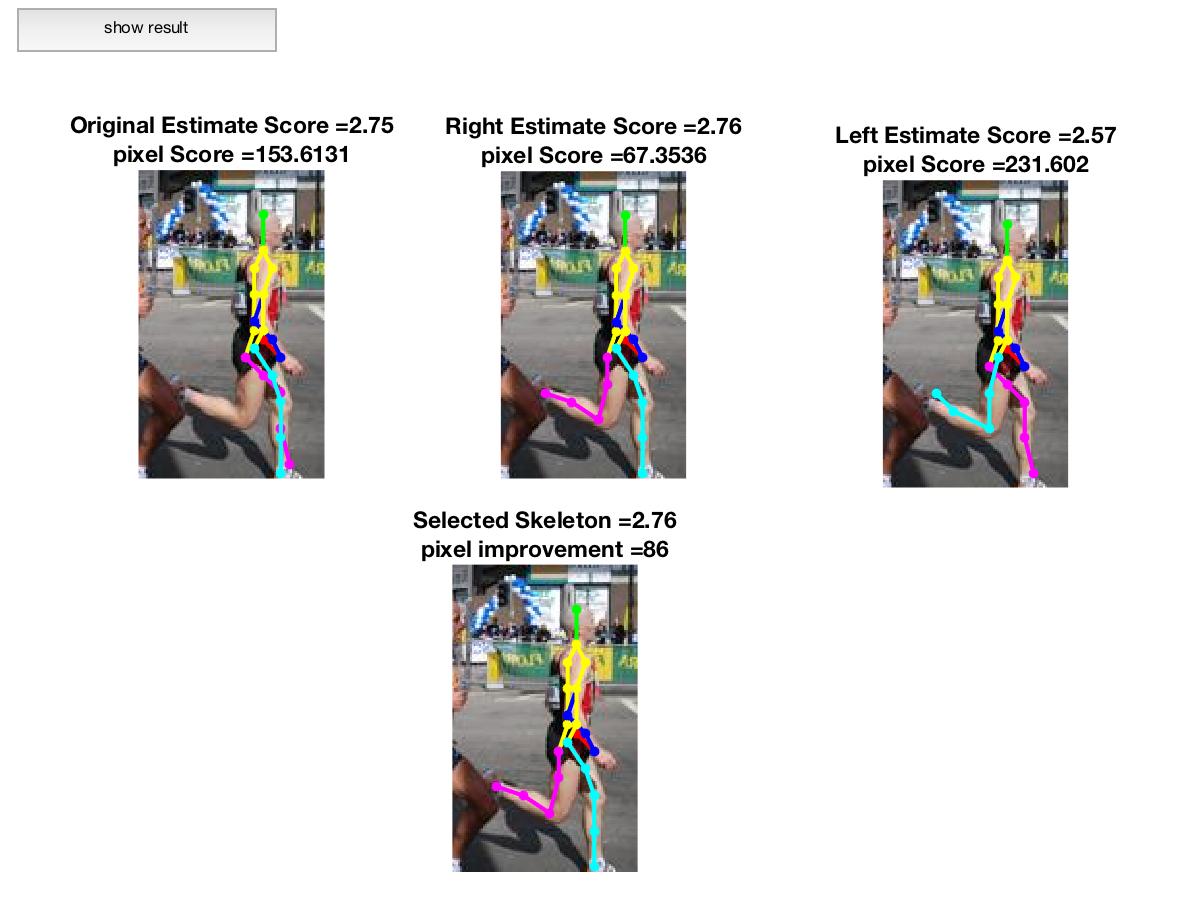 show result
Original Estimate Score =2.75
pixel Score =153.6131
Right Estimate Score =2.76
pixel Score =67.3536
Left Estimate Score =2.57
pixel Score =231.602
Selected Skeleton =2.76
pixel improvement =86